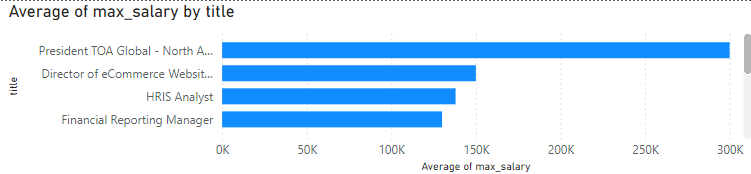 Average of max_salary by title
title
President TOA Global - North A...
Director of eCommerce Websit...
HRIS Analyst
Financial Reporting Manager
0K 50K 100K 150K 200K 250K 300K
Average of max_salary